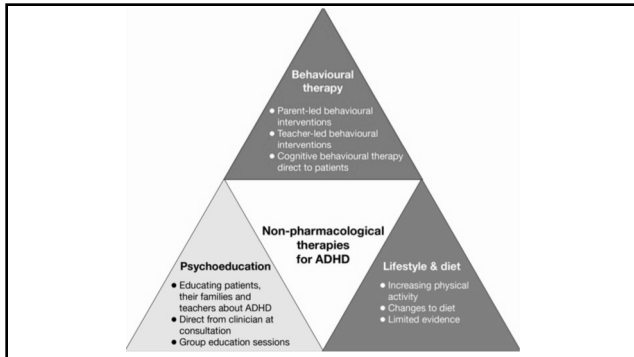 Behavioural
therapy
● Parent-led behavioural
interventions
● Teacher-led behavioural
interventions
● Cognitive behavioural therapy
direct to patients
Non-pharmacological
therapies
for ADHD
Psychoeducation
● Educating patients,
their families and
teachers about ADHD
● Direct from clinician at
consultation
● Group education sessions
Lifestyle & diet
● Increasing physical
activity
● Changes to diet
● Limited evidence